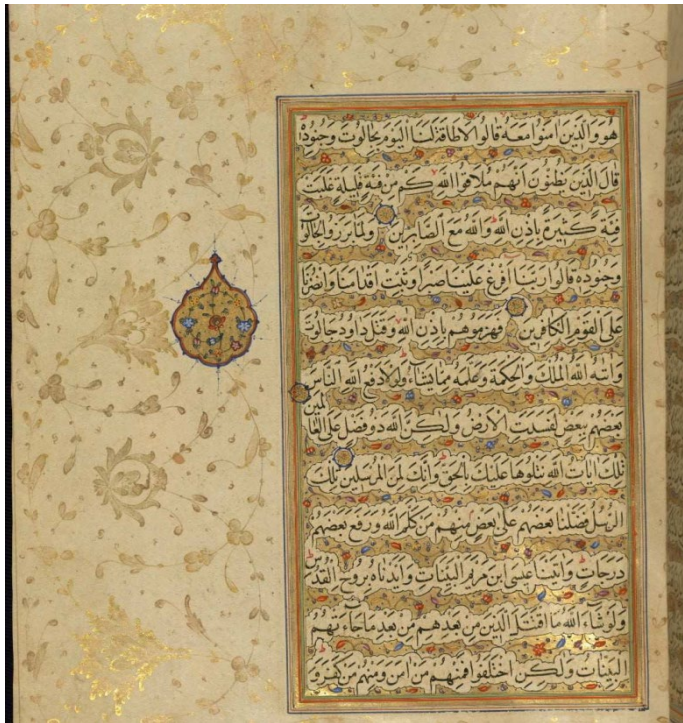 هو والذين امنوا معه قالوا لا طاقة لنا اليوم بجالوت وجنوده
قال الذين يظنون انهم ملاقوا الله كم من فئة قليلة غلبت
فئة كثيرة باذن الله والله مع الصابرين ولما برزوا لجالوت
وجنوده قالوا ربنا افرغ علينا صبرا وثبت اقدامنا وانصرنا
على القوم الكافرين فهزموهم باذن الله وقتل داود جالوت
واته الله الملك والحكمة وعلمه مما يشاء ولولا دفع الله الناس
بعضهم ببعض لفسدت الارض ولكن الله ذو فضل على العالمين
تلك ايات الله نتلوها عليك بالحق وانك لمن المرسلين تلك
الرسل فضلنا بعضهم على بعض منهم من كلم الله ورفع بعضهم
درجات واتينا عيسى ابن مريم البينات وايدناه بروح القدس
ولو شاء الله ما اقتتل الذين من بعدهم من بعد ما جاءتهم
البينات ولكن اختلفوا فمنهم من امن ومنهم من كفر و